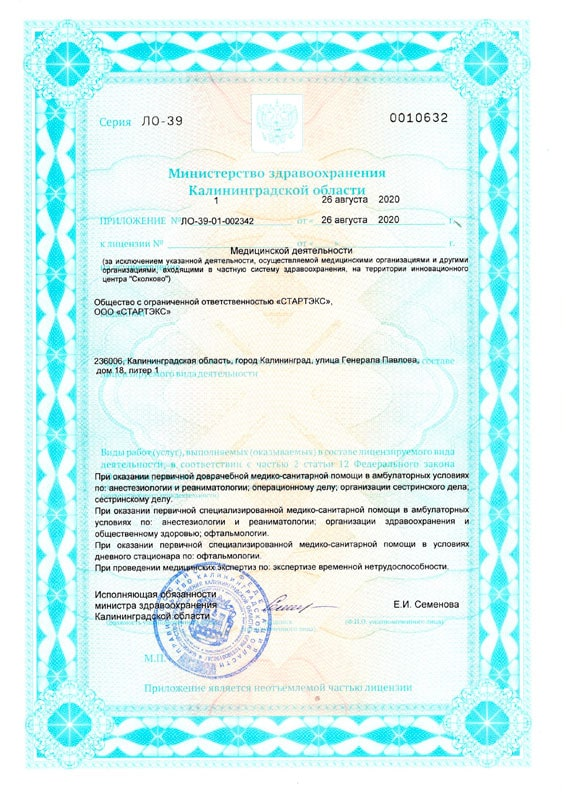 Серия ЛО-39
0010632
Министерство здравоохранения
Калининградской области
1 26 августа 2020
ПРИЛОЖЕНИЕ № ЛО-39-01-002342 от « 26 августа 2020 г.
к лицензии № от « г.
Медицинской деятельности
(за исключением указанной деятельности, осуществляемой медицинскими организациями и другими
организациями, входящими в частную систему здравоохранения, на территории инновационного
центра "Сколково")
Общество с ограниченной ответственностью «СТАРТЭКС»,
ООО «СТАРТЭКС»
236006, Калининградская область, город Калининград, улица Генерала Павлова, составе
дом 18, литер 1
вида деятельности
Виды работ (услуг), выполняемых (оказываемых) в составе лицензируемого вида
деятельности, в соответствии с частью 2 статьи 12 Федерального закона
При оказании первичной доврачебной медико-санитарной помощи в амбулаторных условиях
по: анестезиологии и реаниматологии; операционному делу; организации сестринского дела;
сестринскому делу.
При оказании первичной специализированной медико-санитарной помощи в амбулаторных
условиях по: анестезиологии и реаниматологии; организации здравоохранения и
общественному здоровью; офтальмологии.
При оказании первичной специализированной медико-санитарной помощи в условиях
дневного стационара по: офтальмологии.
При проведении медицинских экспертиз по: экспертизе временной нетрудоспособности.
Исполняющая обязанности
министра здравоохранения
Калининградской области
Е.И. Семенова
(Ф.И.О. уполномоченного лица)
М.П.
Приложение является неотъемлемой частью лицензии